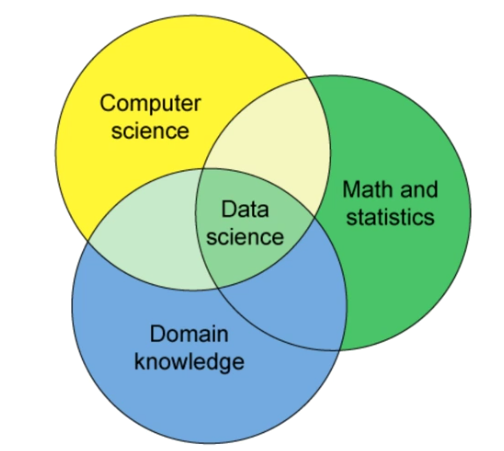 Computer
science
Math and
statistics
Data
science
Domain
knowledge